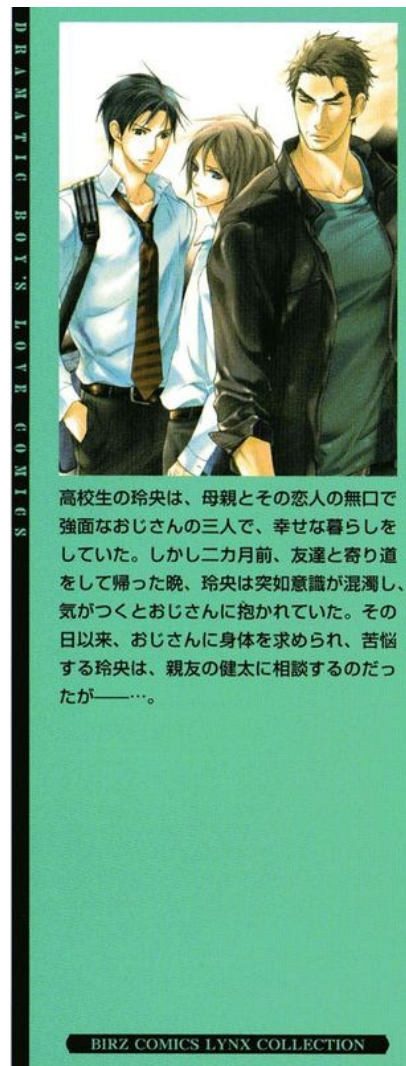 DRAMATIC BOY'S LOVE COMICS
高校生の玲央は、母親とその恋人の無口で
強面なおじさんの三人で、幸せな暮らしを
していた。しかし二カ月前、友達と寄り道
をして帰った晩、玲央は突如意識が混濁し、
気がつくとおじさんに抱かれていた。その
日以来、おじさんに身体を求められ、苦悩
する玲央は、親友の健太に相談するのだっ
たが――…。
BIRZ COMICS LYNX COLLECTION